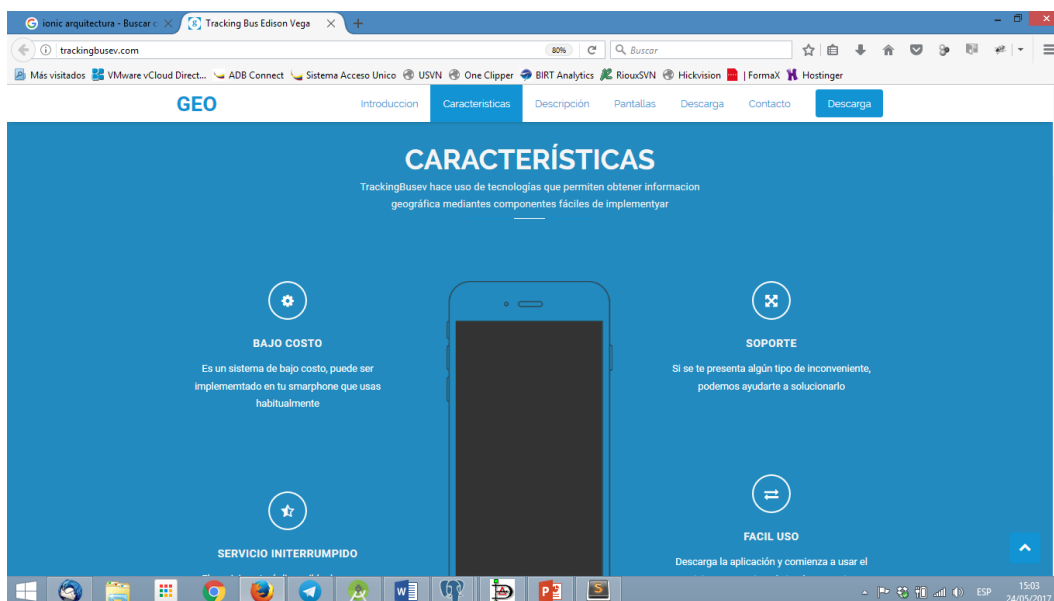 ionic arquitectura - Buscar c
Tracking Bus Edison Vega
trackingbusev.com
80%
Buscar
Más visitados VMware vCloud Direct... ADB Connect Sistema Acceso Unico USVN One Clipper BIRT Analytics RiouxSVN Hickvision | FormaX Hostinger
GEO
Introduccion Caracteristicas Descripción Pantallas Descarga Contacto Descarga
CARACTERÍSTICAS
TrackingBusev hace uso de tecnologías que permiten obtener informacion
geográfica mediantes componentes fáciles de implementyar
BAJO COSTO
Es un sistema de bajo costo, puede ser
implememtado en tu smarphone que usas
habitualmente
SOPORTE
Si se te presenta algún tipo de inconveniente,
podemos ayudarte a solucionarlo
SERVICIO INITERRUMPIDO
FACIL USO
Descarga la aplicación y comienza a usar el
ESP
15:03
24/05/2017